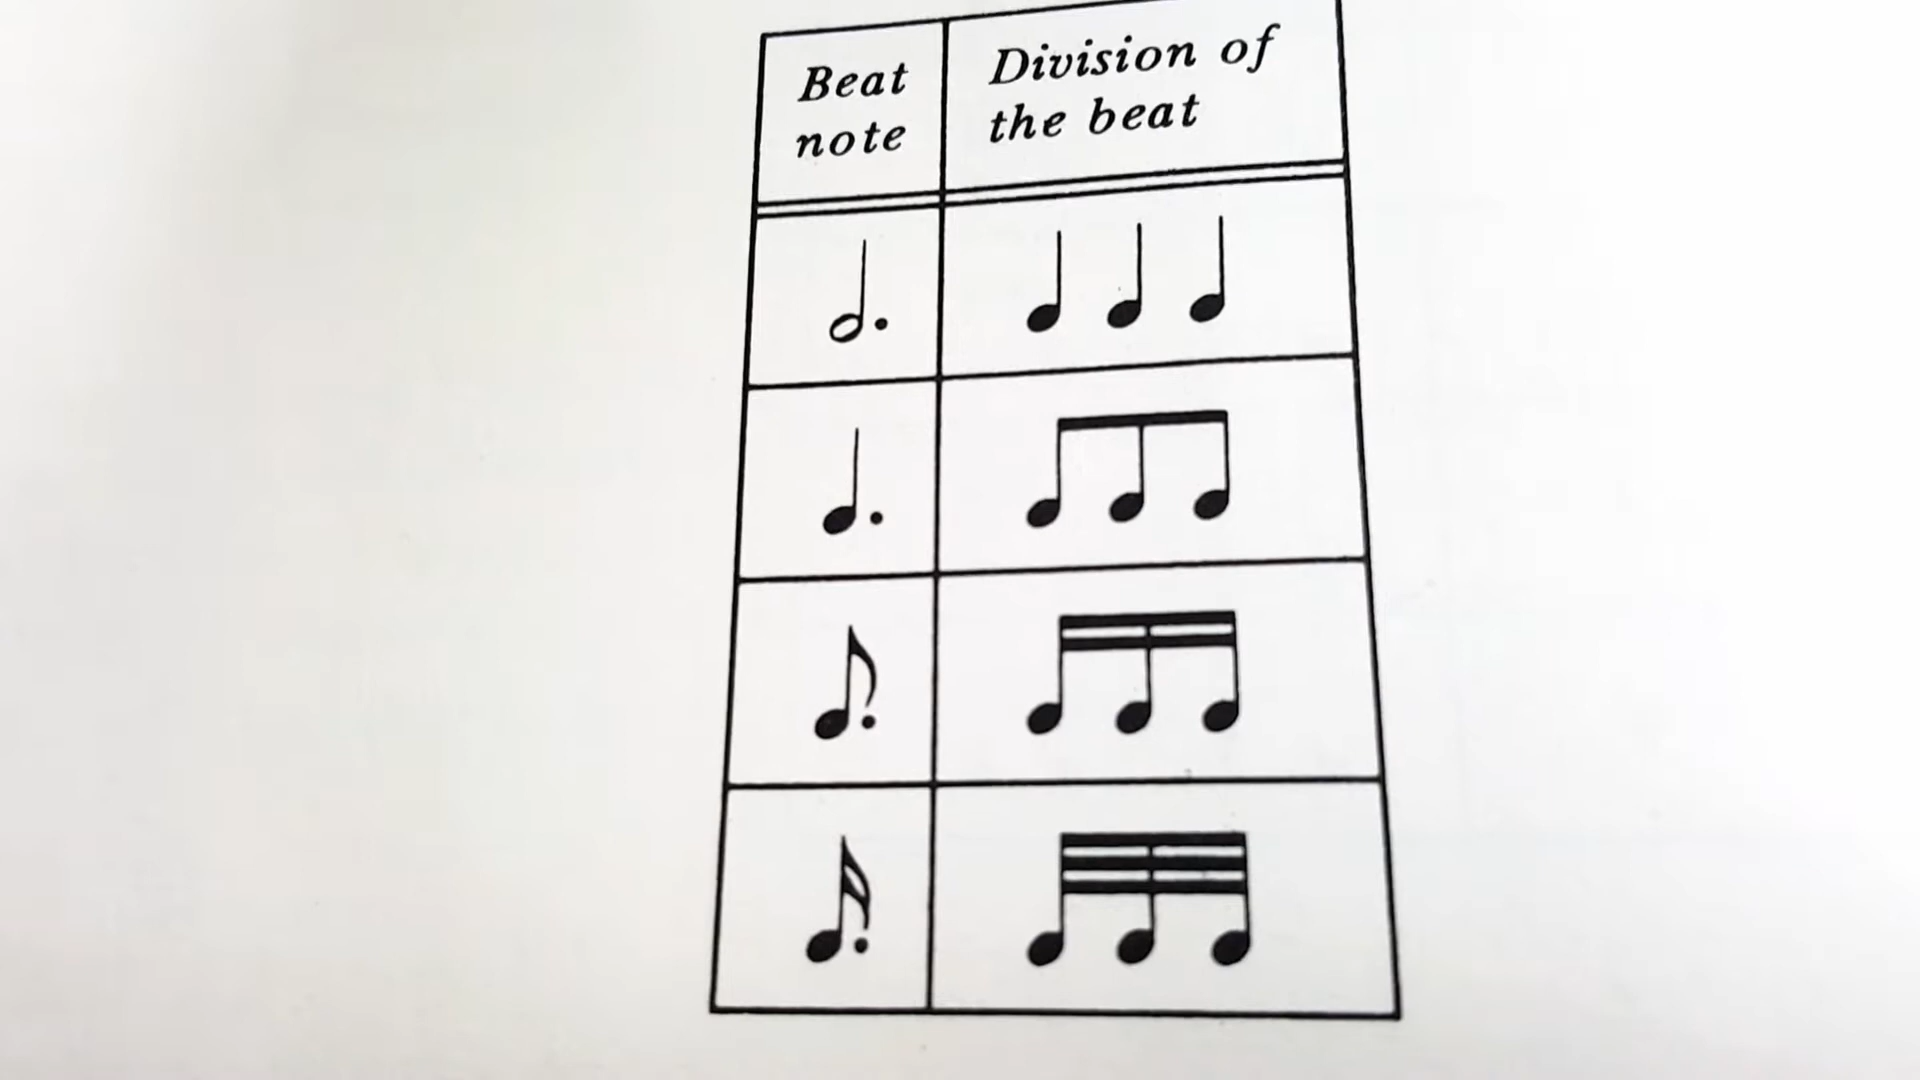 Beat
note
Division of
the beat